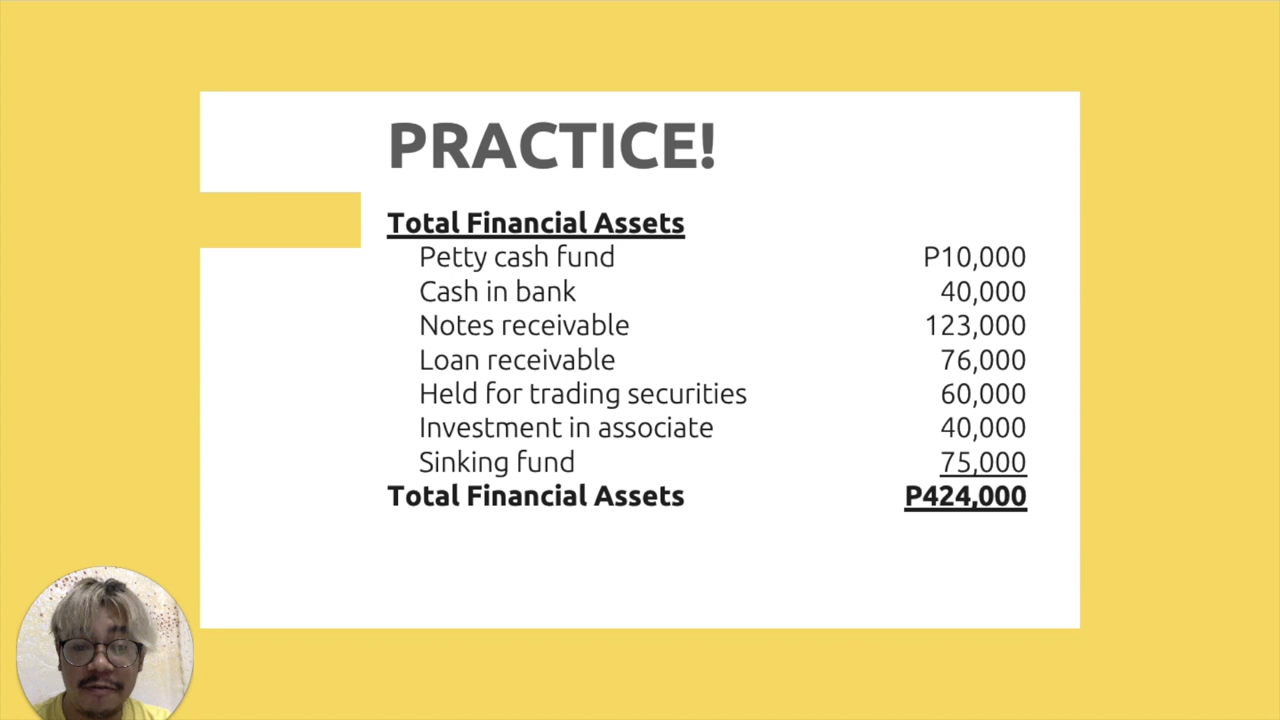 PRACTICE!
Total Financial Assets
Petty cash fund P10,000
Cash in bank 40,000
Notes receivable 123,000
Loan receivable 76,000
Held for trading securities 60,000
Investment in associate 40,000
Sinking fund 75,000
Total Financial Assets P424,000